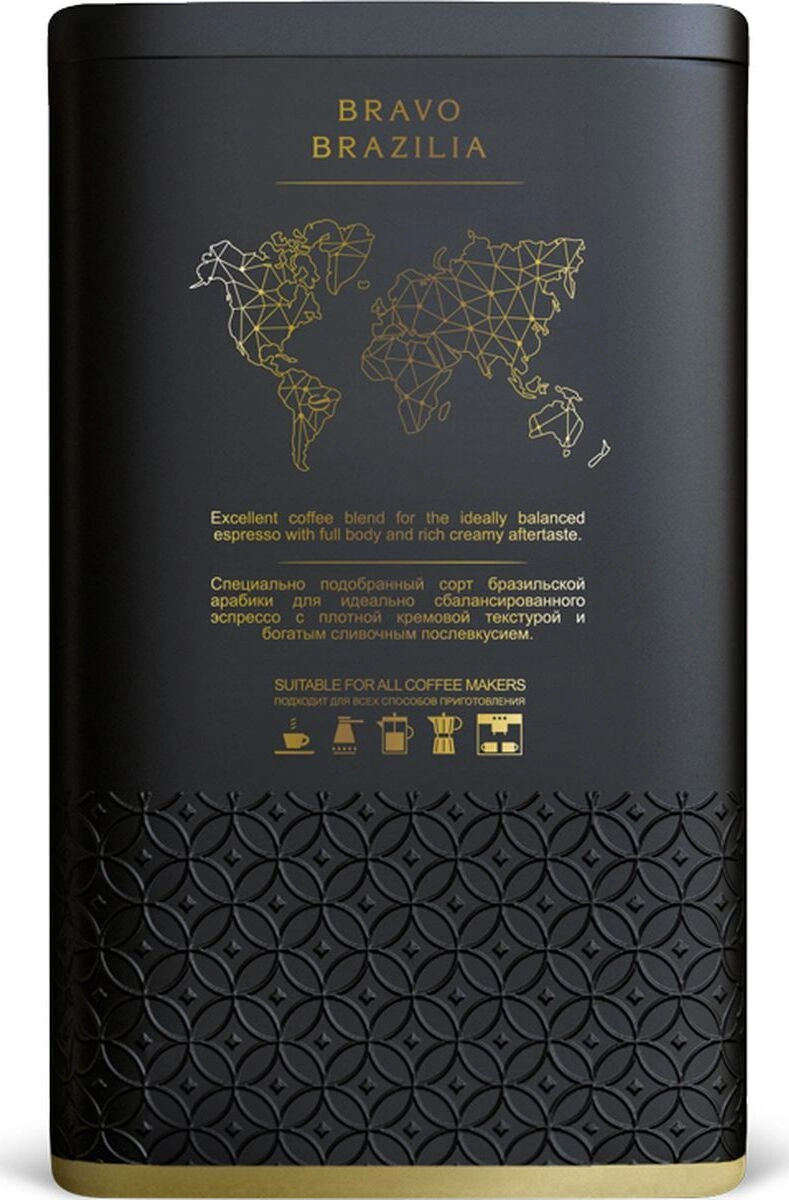 BRAVO
BRAZILIA
Excellent coffee blend for the ideally balanced
espresso with full body and rich creamy aftertaste.
Специально подобранный сорт бразильской
арабики для идеально сбалансированного
эспрессо с плотной кремовой текстурой и
богатым сливочным послевкусием.
SUITABLE FOR ALL COFFEE MAKERS
ПОДХОДИТ ДЛЯ ВСЕХ СПОСОБОВ ПРИГОТОВЛЕНИЯ